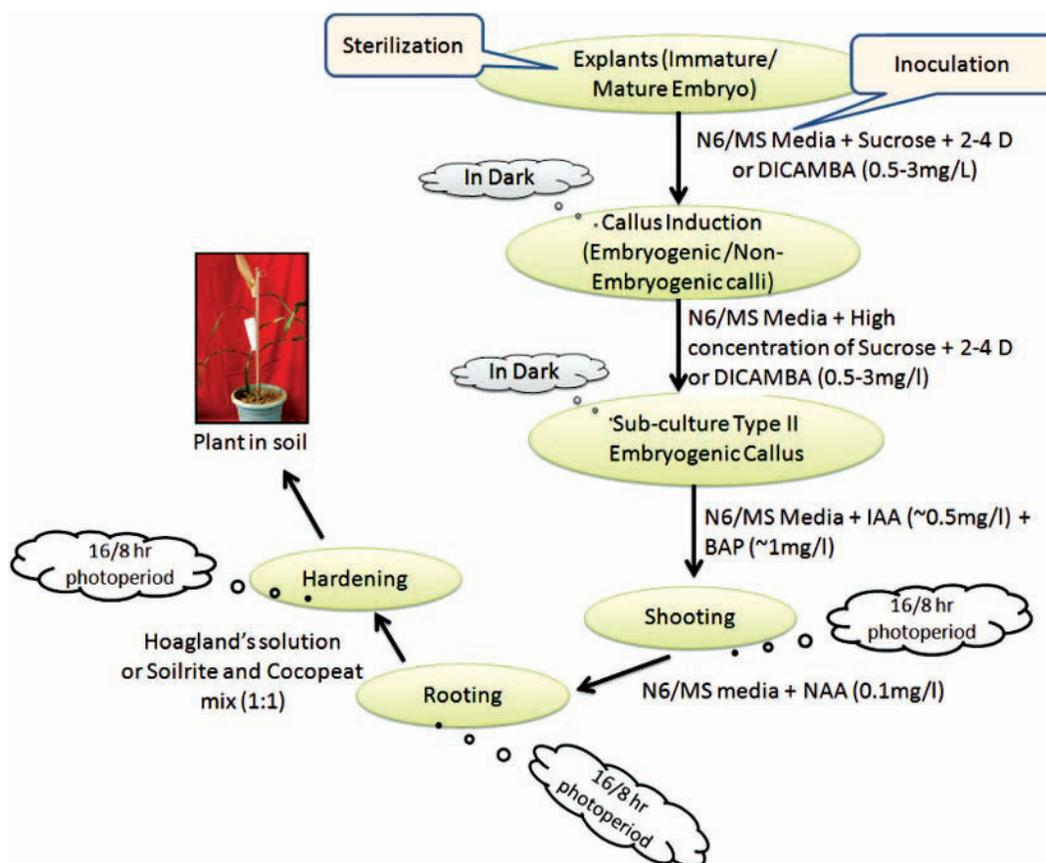 Sterilization
Explants (Immature/
Mature Embryo)
Inoculation
N6/MS Media + Sucrose + 2-4 D
or DICAMBA (0.5-3mg/L)
In Dark
Callus Induction
(Embryogenic /Non-
Embryogenic calli)
N6/MS Media + High
concentration of Sucrose + 2-4 D
or DICAMBA (0.5-3mg/l)
In Dark
Sub-culture Type II
Embryogenic Callus
N6/MS Media + IAA (~0.5mg/l) +
BAP (~1mg/l)
Shooting
16/8 hr
photoperiod
N6/MS media + NAA (0.1mg/l)
Rooting
16/8 hr
photoperiod
Hoagland's solution
or Soilrite and Cocopeat
mix (1:1)
Hardening
16/8 hr
photoperiod
Plant in soil